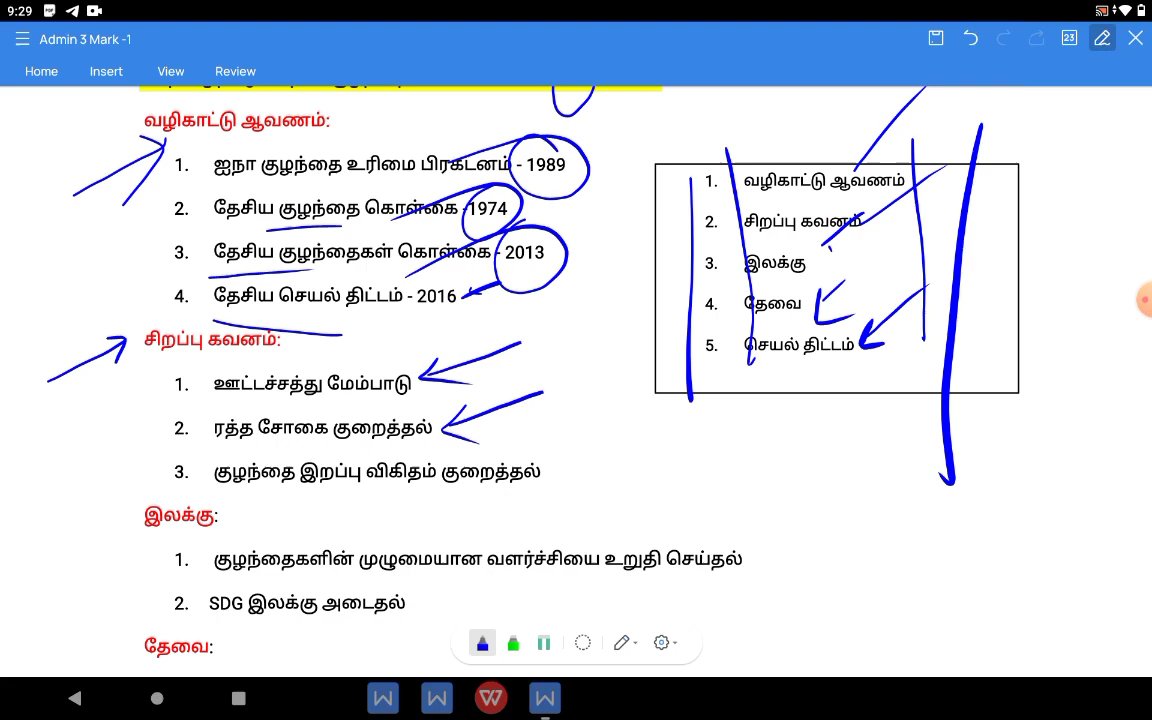 9:29
Admin 3 Mark -1
23
Home Insert View Review
வழிகாட்டு ஆவணம்:
1. ஐநா குழந்தை உரிமை பிரகடனம் - 1989
2. தேசிய குழந்தை கொள்கை -1974
3. தேசிய குழந்தைகள் கொள்கை - 2013
4. தேசிய செயல் திட்டம் - 2016
சிறப்பு கவனம்:
1. ஊட்டச்சத்து மேம்பாடு
2. ரத்த சோகை குறைத்தல்
3. குழந்தை இறப்பு விகிதம் குறைத்தல்
இலக்கு:
1. குழந்தைகளின் முழுமையான வளர்ச்சியை உறுதி செய்தல்
2. SDG இலக்கு அடைதல்
தேவை:
1. வழிகாட்டு ஆவணம்
2. சிறப்பு கவனம்
3. இலக்கு
4. தேவை
5. செயல் திட்டம்